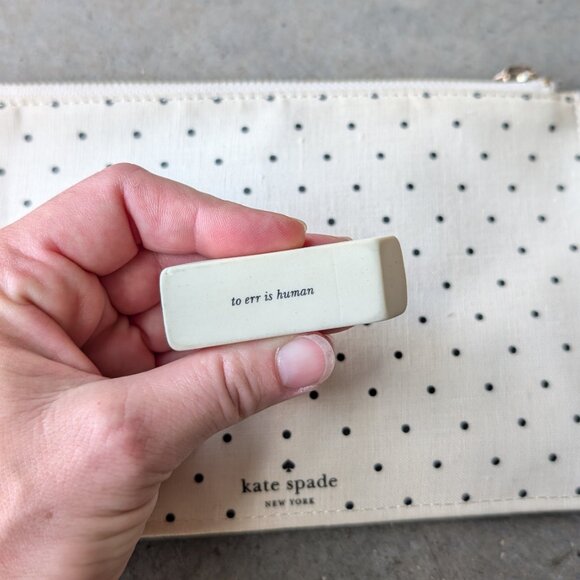 to err is human
kate spade
NEW YORK